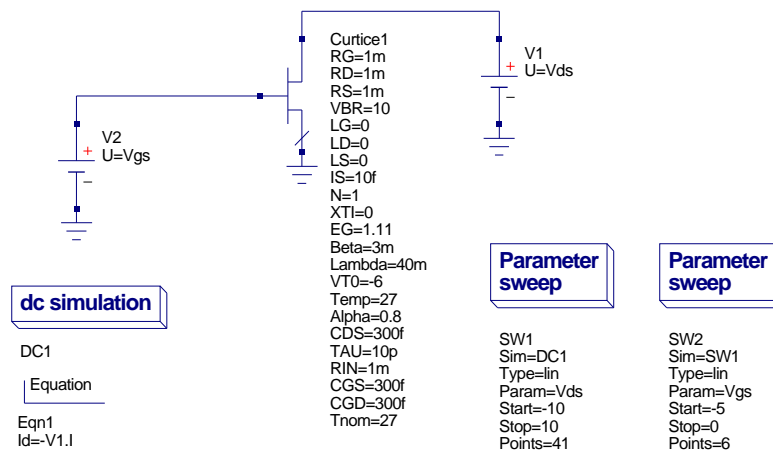 Curtice1
RG=1m
RD=1m
RS=1m
VBR=10
LG=0
LD=0
LS=0
IS=10f
N=1
XTI=0
EG=1.11
Beta=3m
Lambda=40m
VT0=-6
Temp=27
Alpha=0.8
CDS=300f
TAU=10p
RIN=1m
CGS=300f
CGD=300f
Tnom=27
V1
U=Vds
V2
U=Vgs
dc simulation
DC1
Equation
Eqn1
Id=-V1.I
Parameter
sweep
SW1
Sim=DC1
Type=lin
Param=Vds
Start=-10
Stop=10
Points=41
Parameter
sweep
SW2
Sim=SW1
Type=lin
Param=Vgs
Start=-5
Stop=0
Points=6